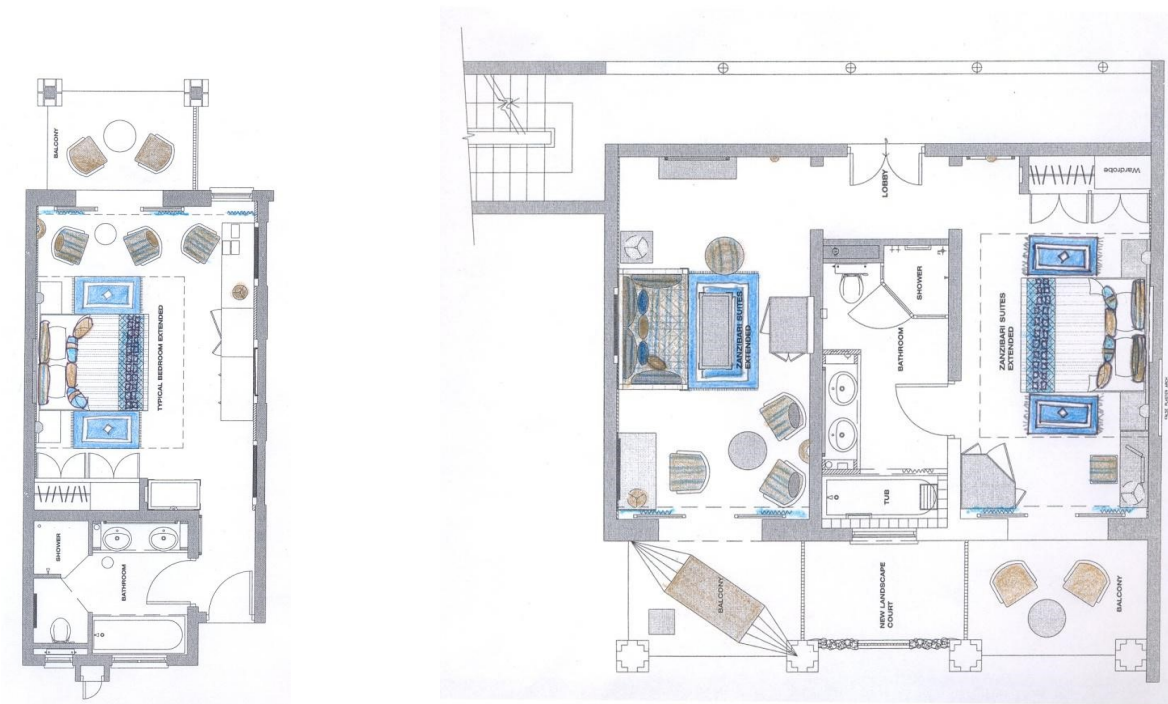 BALCONY
TYPICAL BEDROOM EXTENDED
SHOWER
BATHROOM
LOBBY
Wardrobe
SHOWER
BATHROOM
ZANZIBARI SUITES
EXTENDED
ZANZIBARI SUITES
EXTENDED
TUB
BALCONY
NEW LANDSCAPE
COURT
BALCONY